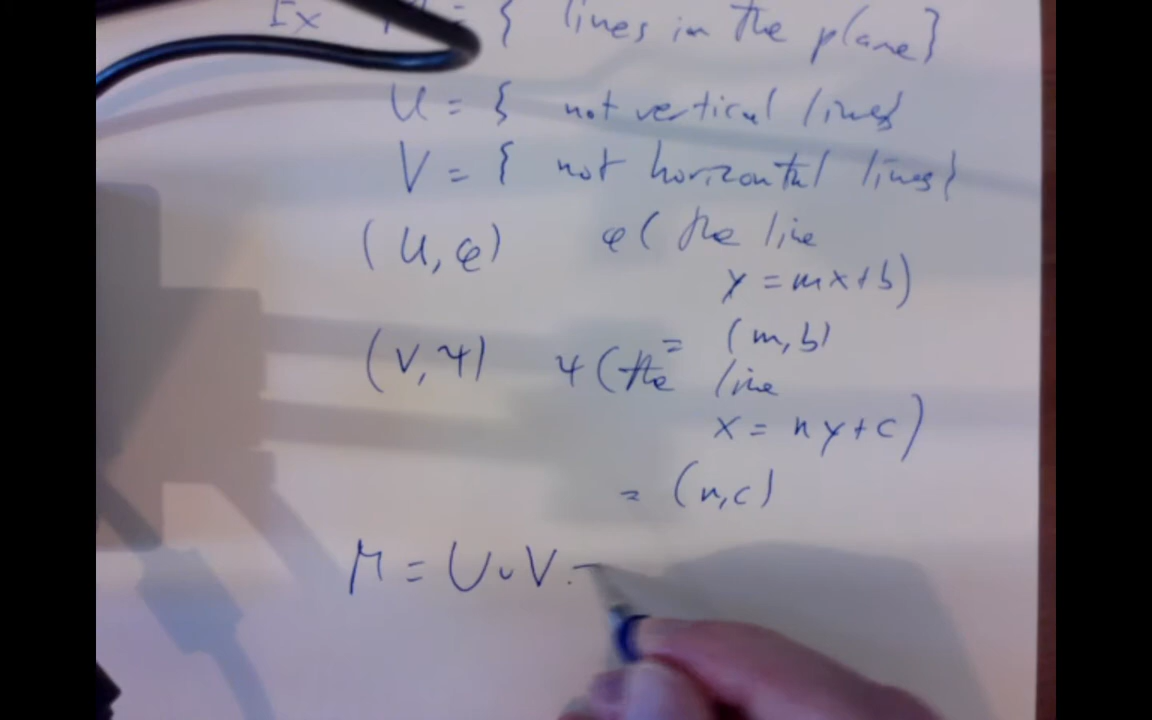 Ex M = { lines in the plane}
U = { not vertical lines}
V = { not horizontal lines}
(U, φ) φ( the line
y = mx+b)
= (m, b)
(V, Ψ) Ψ(the line
x = ny+c)
= (n, c)
M = U ∪ V.